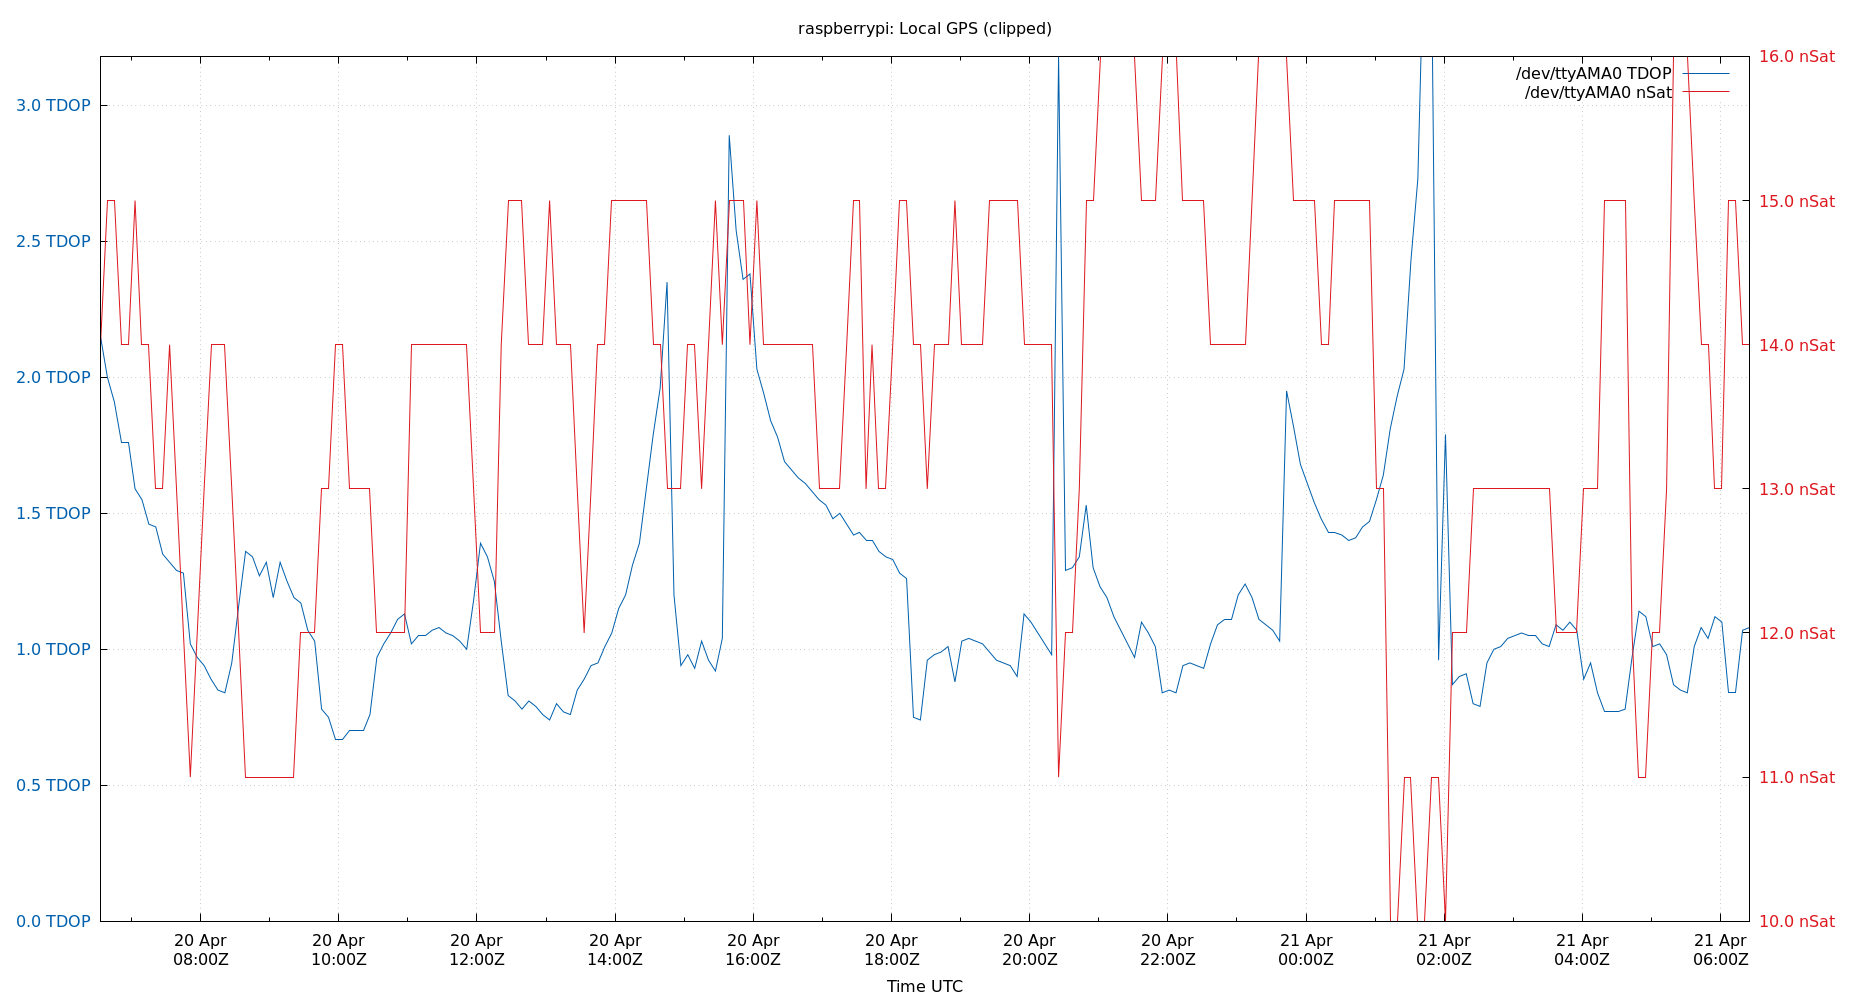 raspberrypi: Local GPS (clipped)
16.0 nSat
/dev/ttyAMA0 TDOP
/dev/ttyAMA0 nSat
3.0 TDOP
15.0 nSat
2.5 TDOP
14.0 nSat
2.0 TDOP
13.0 nSat
1.5 TDOP
12.0 nSat
1.0 TDOP
11.0 nSat
0.5 TDOP
0.0 TDOP
10.0 nSat
20 Apr 20 Apr 20 Apr 20 Apr 20 Apr 20 Apr 20 Apr 20 Apr 21 Apr 21 Apr 21 Apr 21 Apr
08:00Z 10:00Z 12:00Z 14:00Z 16:00Z 18:00Z 20:00Z 22:00Z 00:00Z 02:00Z 04:00Z 06:00Z
Time UTC